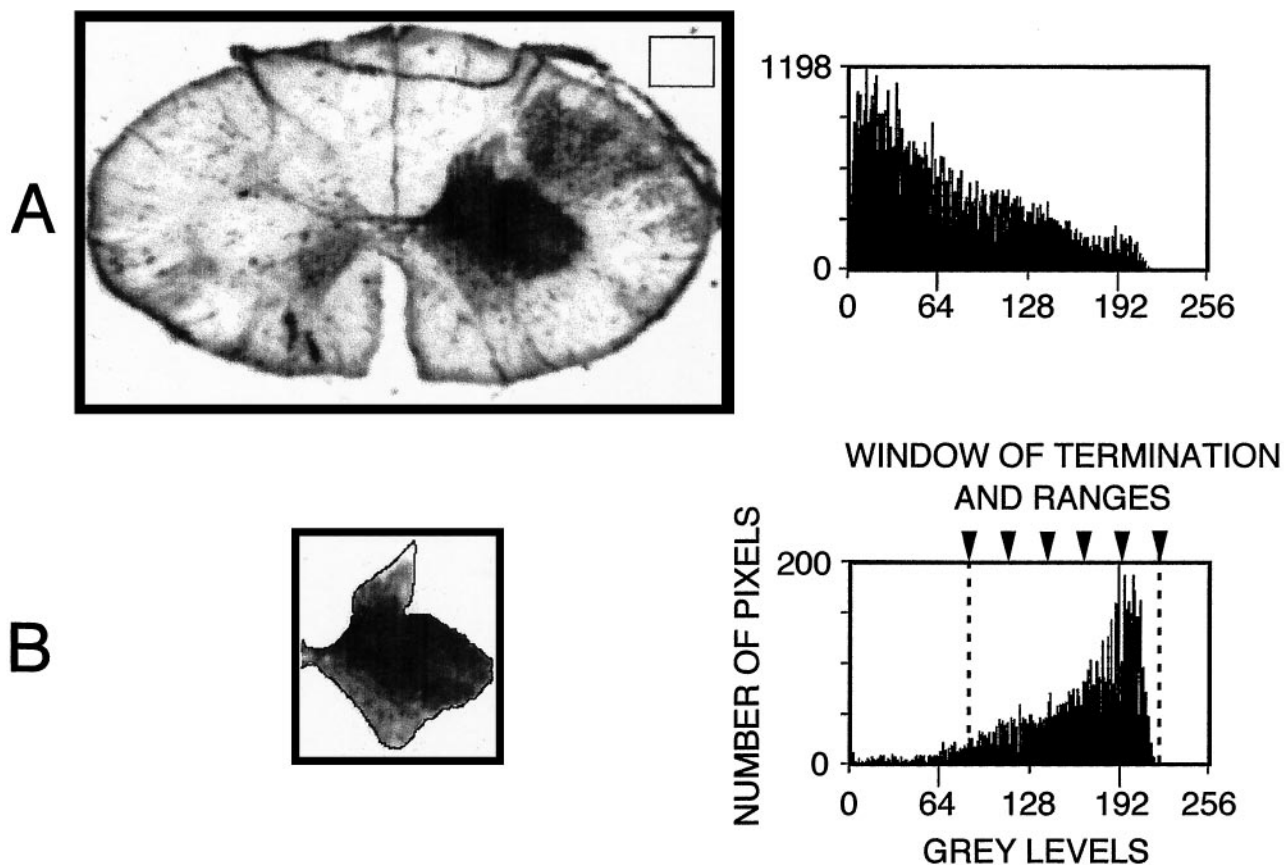 A
1198
0
0 64 128 192 256
WINDOW OF TERMINATION
AND RANGES
B
NUMBER OF PIXELS
200
0
0 64 128 192 256
GREY LEVELS